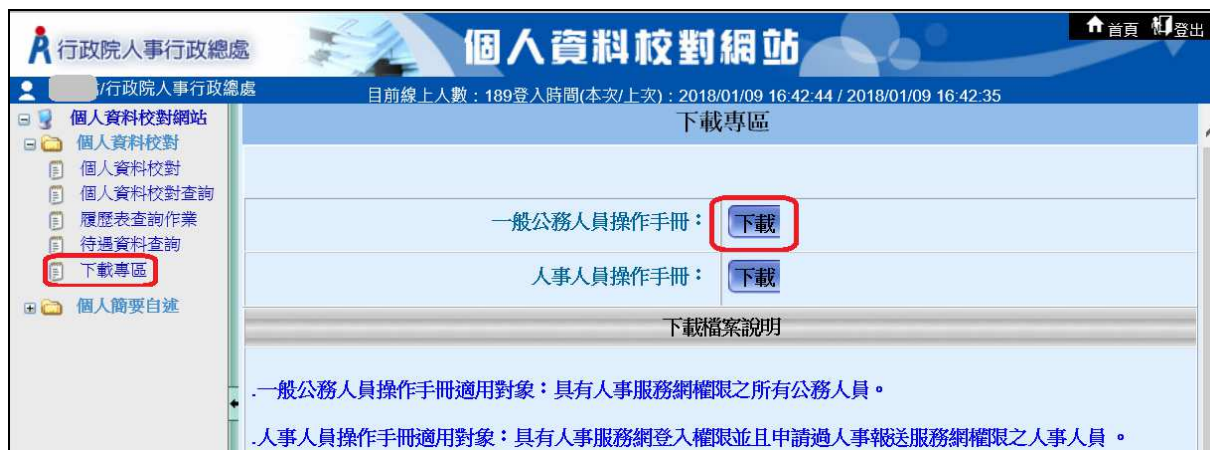 行政院人事行政總處
個人資料校對網站
首頁 登出
/行政院人事行政總處
目前線上人數：189登入時間(本次/上次)：2018/01/09 16:42:44 / 2018/01/09 16:42:35
個人資料校對網站
個人資料校對
個人資料校對
個人資料校對查詢
履歷表查詢作業
待遇資料查詢
下載專區
個人簡要自述
下載專區
一般公務人員操作手冊：
下載
人事人員操作手冊：
下載
下載檔案說明
.一般公務人員操作手冊適用對象：具有人事服務網權限之所有公務人員。
.人事人員操作手冊適用對象：具有人事服務網登入權限並且申請過人事報送服務網權限之人事人員 。